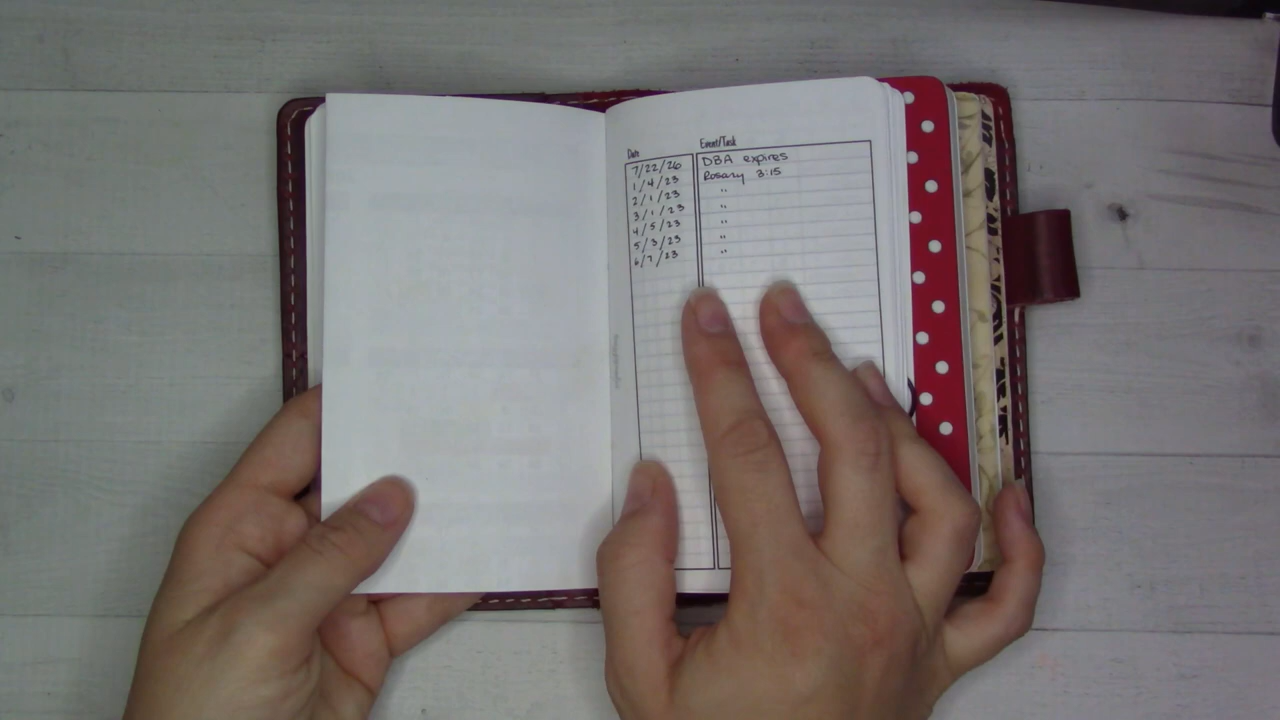 Date Event/Task
7/22/26 DBA expires
1/4/23 Rosary 3:15
2/1/23 "
3/1/23 "
4/5/23 "
5/3/23 "
6/7/23 "